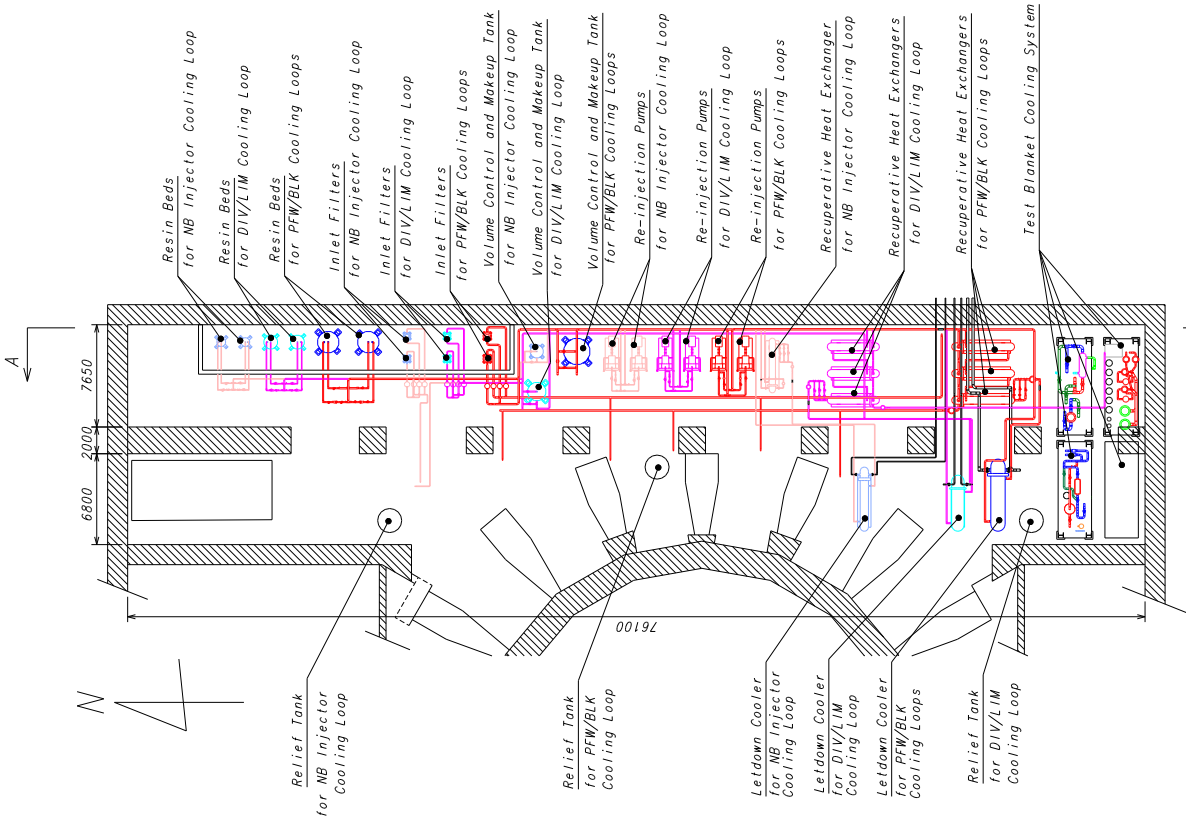 A
Resin Beds
for NB Injector Cooling Loop
Resin Beds
for DIV/LIM Cooling Loop
Resin Beds
for PFW/BLK Cooling Loops
Inlet Filters
for NB Injector Cooling Loop
Inlet Filters
for DIV/LIM Cooling Loop
Inlet Filters
for PFW/BLK Cooling Loops
Volume Control and Makeup Tank
for NB Injector Cooling Loop
Volume Control and Makeup Tank
for DIV/LIM Cooling Loop
Volume Control and Makeup Tank
for PFW/BLK Cooling Loops
Re-injection Pumps
for NB Injector Cooling Loop
Re-injection Pumps
for DIV/LIM Cooling Loop
Re-injection Pumps
for PFW/BLK Cooling Loops
Recuperative Heat Exchanger
for NB Injector Cooling Loop
Recuperative Heat Exchangers
for DIV/LIM Cooling Loop
Recuperative Heat Exchangers
for PFW/BLK Cooling Loops
Test Blanket Cooling System
7650
2000
6800
76100
N
Relief Tank
for NB Injector
Cooling Loop
Relief Tank
for PFW/BLK
Cooling Loop
Letdown Cooler
for NB Injector
Cooling Loop
Letdown Cooler
for DIV/LIM
Cooling Loop
Letdown Cooler
for PFW/BLK
Cooling Loops
Relief Tank
for DIV/LIM
Cooling Loop